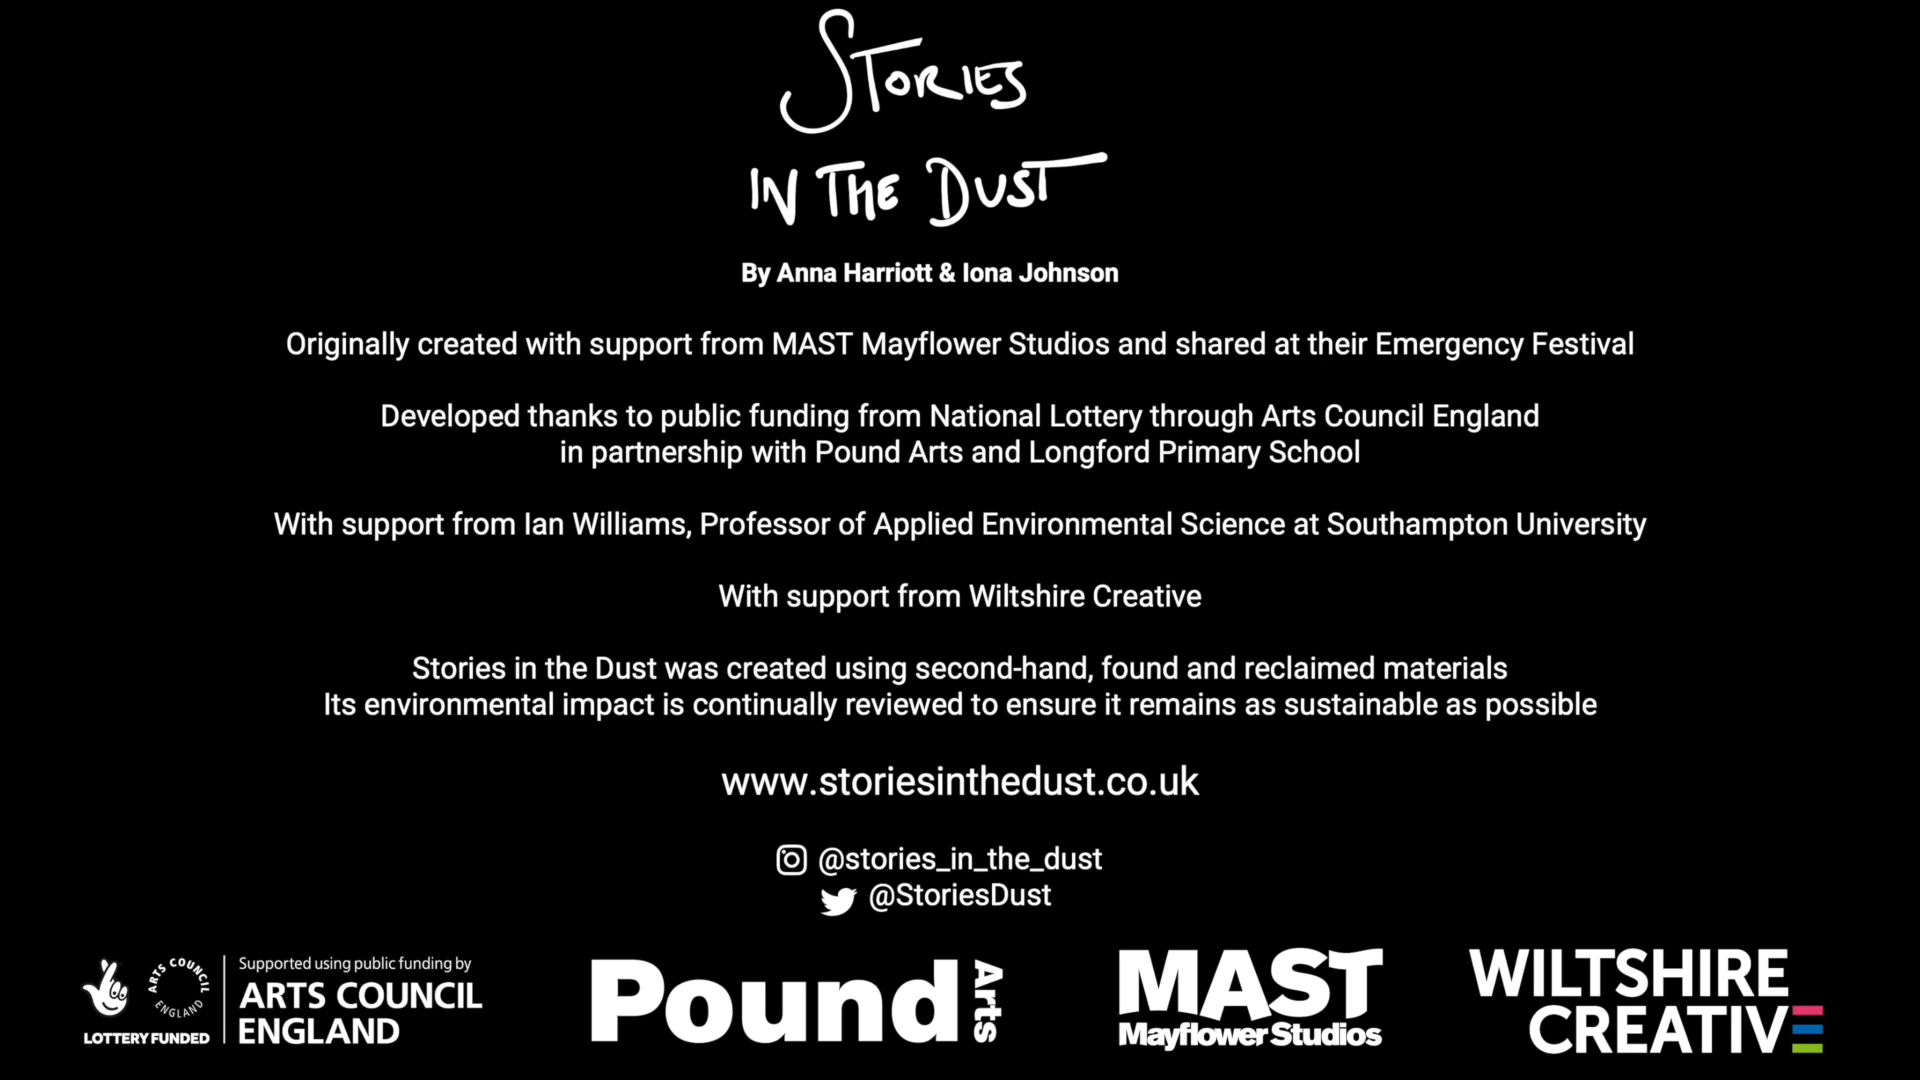 STORIES
IN THE DUST
By Anna Harriott & Iona Johnson
Originally created with support from MAST Mayflower Studios and shared at their Emergency Festival
Developed thanks to public funding from National Lottery through Arts Council England
in partnership with Pound Arts and Longford Primary School
With support from Ian Williams, Professor of Applied Environmental Science at Southampton University
With support from Wiltshire Creative
Stories in the Dust was created using second-hand, found and reclaimed materials
Its environmental impact is continually reviewed to ensure it remains as sustainable as possible
www.storiesinthedust.co.uk
@stories_in_the_dust
@StoriesDust
ARTS COUNCIL ENGLAND
LOTTERY FUNDED
Supported using public funding by
ARTS COUNCIL
ENGLAND
Pound Arts
MAST
Mayflower Studios
WILTSHIRE
CREATIVE